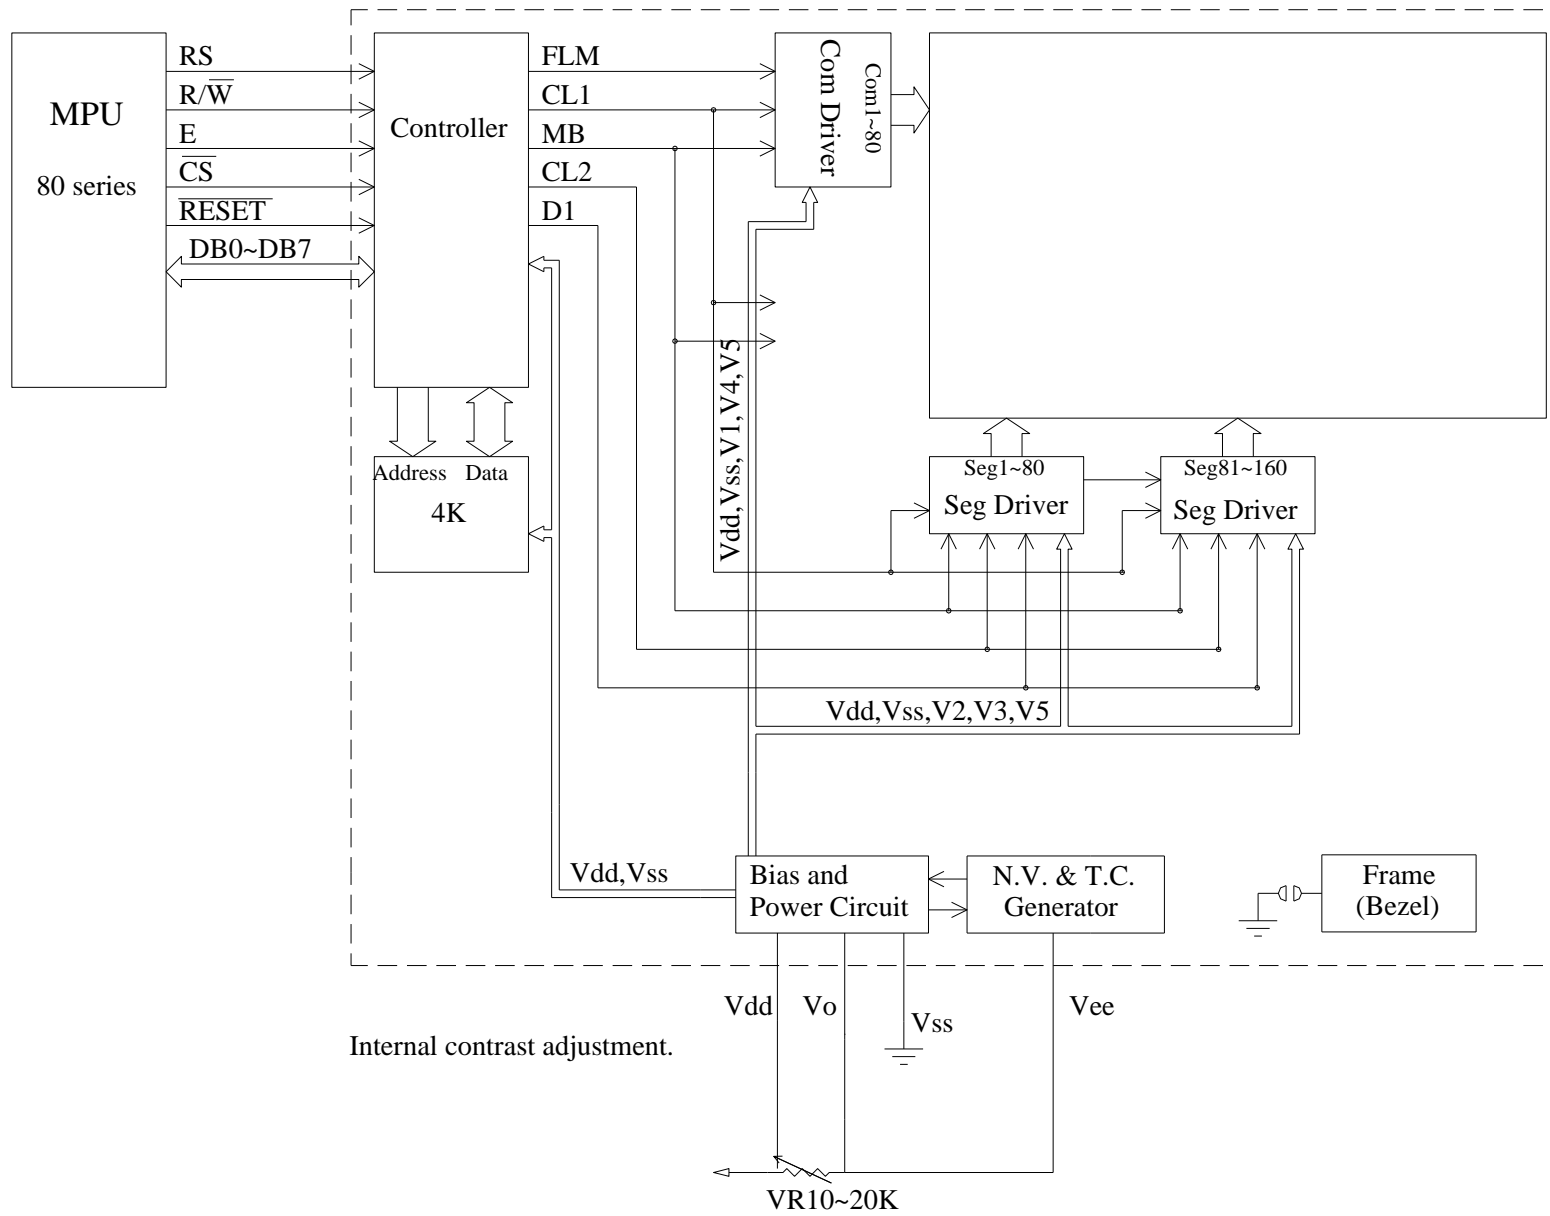 MPU
80 series
RS
R/W̅
E
C̅S̅
R̅E̅S̅E̅T̅
DB0~DB7
Controller
FLM
CL1
MB
CL2
D1
Com Driver
Com1~80
Address Data
4K
Vdd,Vss,V1,V4,V5
Seg1~80
Seg Driver
Seg81~160
Seg Driver
Vdd,Vss,V2,V3,V5
Vdd,Vss
Bias and
Power Circuit
N.V. & T.C.
Generator
Frame
(Bezel)
Vdd
Vo
Vss
Vee
Internal contrast adjustment.
VR10~20K